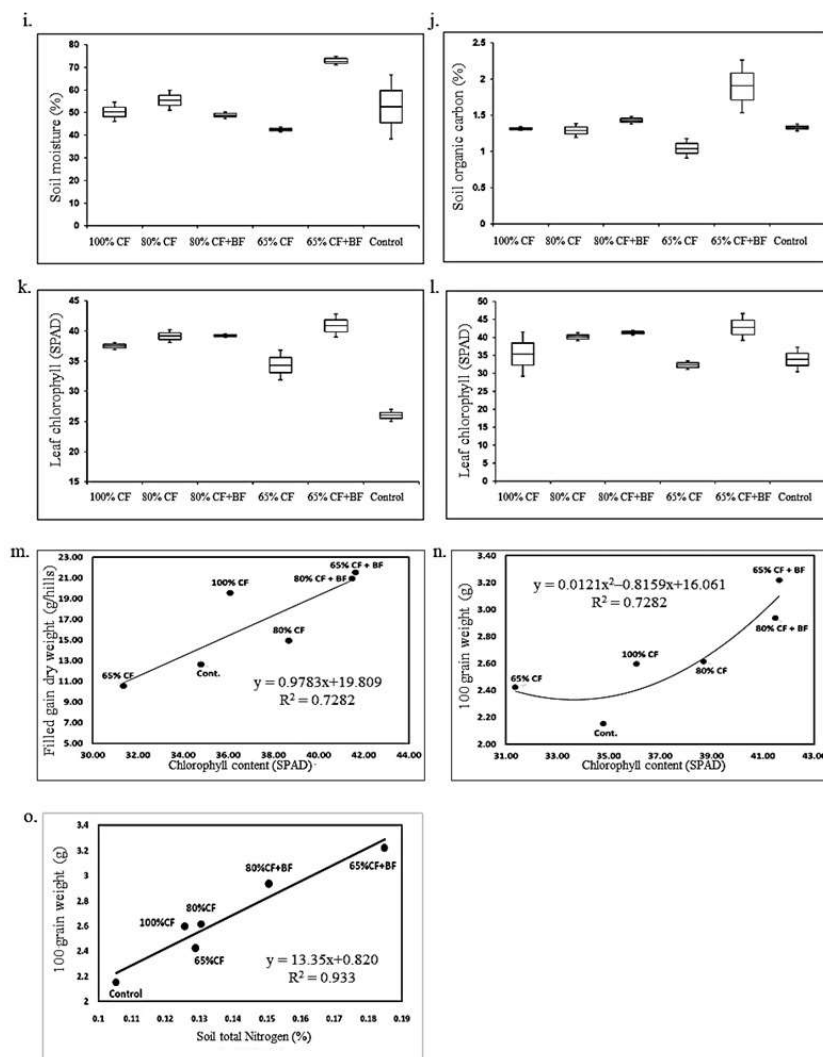 i.
Soil moisture (%)
80
70
60
50
40
30
20
10
0
100% CF 80% CF 80% CF+BF 65% CF 65% CF+BF Control
j.
Soil organic carbon (%)
2.5
2
1.5
1
0.5
0
100% CF 80% CF 80% CF+BF 65% CF 65% CF+BF Control
k.
Leaf chlorophyll (SPAD)
45
40
35
30
25
20
15
100% CF 80% CF 80% CF+BF 65% CF 65% CF+BF Control
l.
Leaf chlorophyll (SPAD)
50
45
40
35
30
25
20
15
10
5
0
100% CF 80% CF 80% CF+BF 65% CF 65% CF+BF Control
m.
Filled gain dry weight (g/hills)
23.00
21.00
19.00
17.00
15.00
13.00
11.00
9.00
7.00
5.00
65% CF + BF
80% CF + BF
100% CF
80% CF
Cont.
65% CF
y = 0.9783x+19.809
R² = 0.7282
30.00 32.00 34.00 36.00 38.00 40.00 42.00 44.00
Chlorophyll content (SPAD)
n.
100 grain weight (g)
3.40
3.20
3.00
2.80
2.60
2.40
2.20
2.00
y = 0.0121x²–0.8159x+16.061
R² = 0.7282
65% CF + BF
80% CF + BF
100% CF
80% CF
65% CF
Cont.
31.00 33.00 35.00 37.00 39.00 41.00 43.00
Chlorophyll content (SPAD)
o.
100 grain weight (g)
3.4
3.2
3
2.8
2.6
2.4
2.2
2
80%CF+BF
65%CF+BF
80%CF
100%CF
65%CF
Control
y = 13.35x+0.820
R² = 0.933
0.1 0.11 0.12 0.13 0.14 0.15 0.16 0.17 0.18 0.19
Soil total Nitrogen (%)